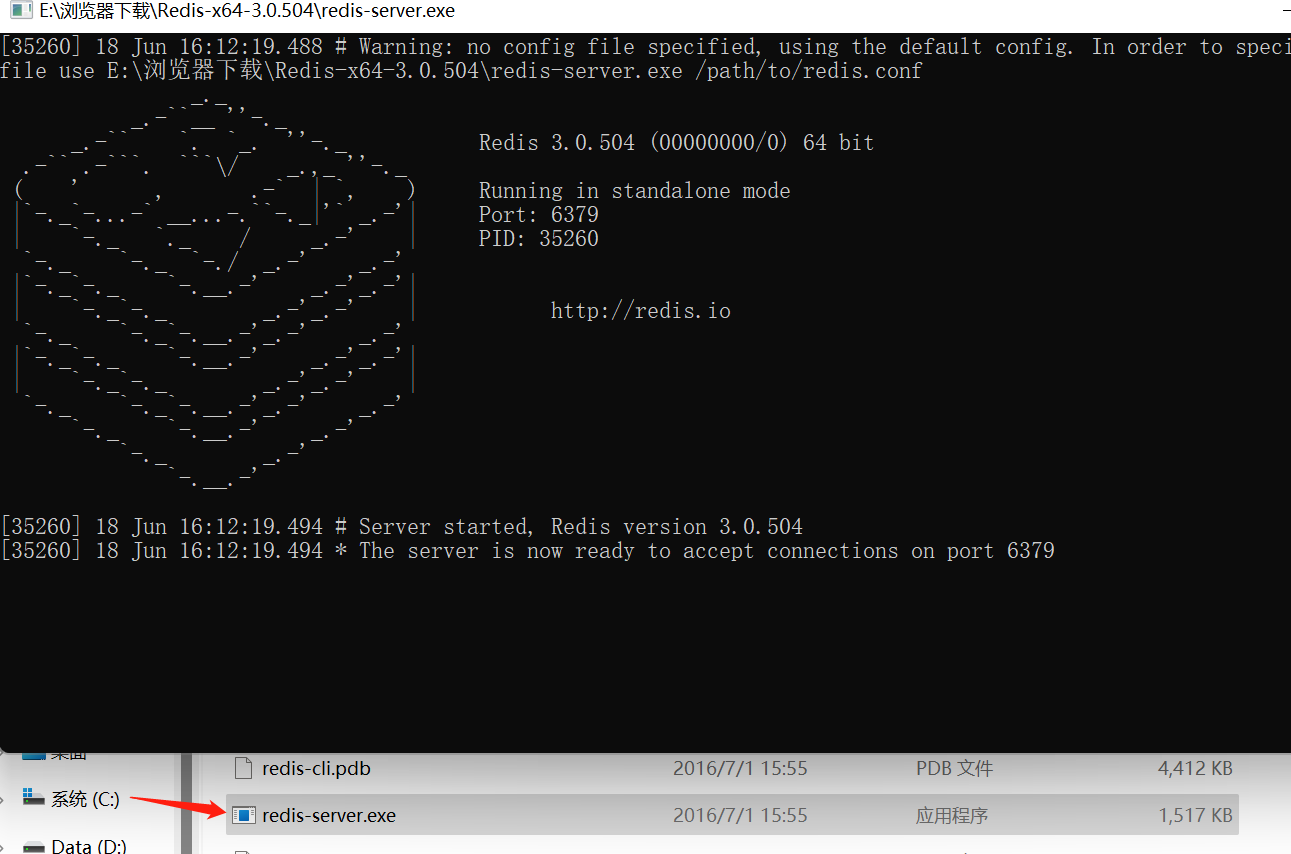 E:\浏览器下载\Redis-x64-3.0.504\redis-server.exe
[35260] 18 Jun 16:12:19.488 # Warning: no config file specified, using the default config. In order to speci
file use E:\浏览器下载\Redis-x64-3.0.504\redis-server.exe /path/to/redis.conf
Redis 3.0.504 (00000000/0) 64 bit
Running in standalone mode
Port: 6379
PID: 35260
http://redis.io
[35260] 18 Jun 16:12:19.494 # Server started, Redis version 3.0.504
[35260] 18 Jun 16:12:19.494 * The server is now ready to accept connections on port 6379
桌面
redis-cli.pdb 2016/7/1 15:55 PDB 文件 4,412 KB
系统 (C:)
redis-server.exe 2016/7/1 15:55 应用程序 1,517 KB
Data (D:)